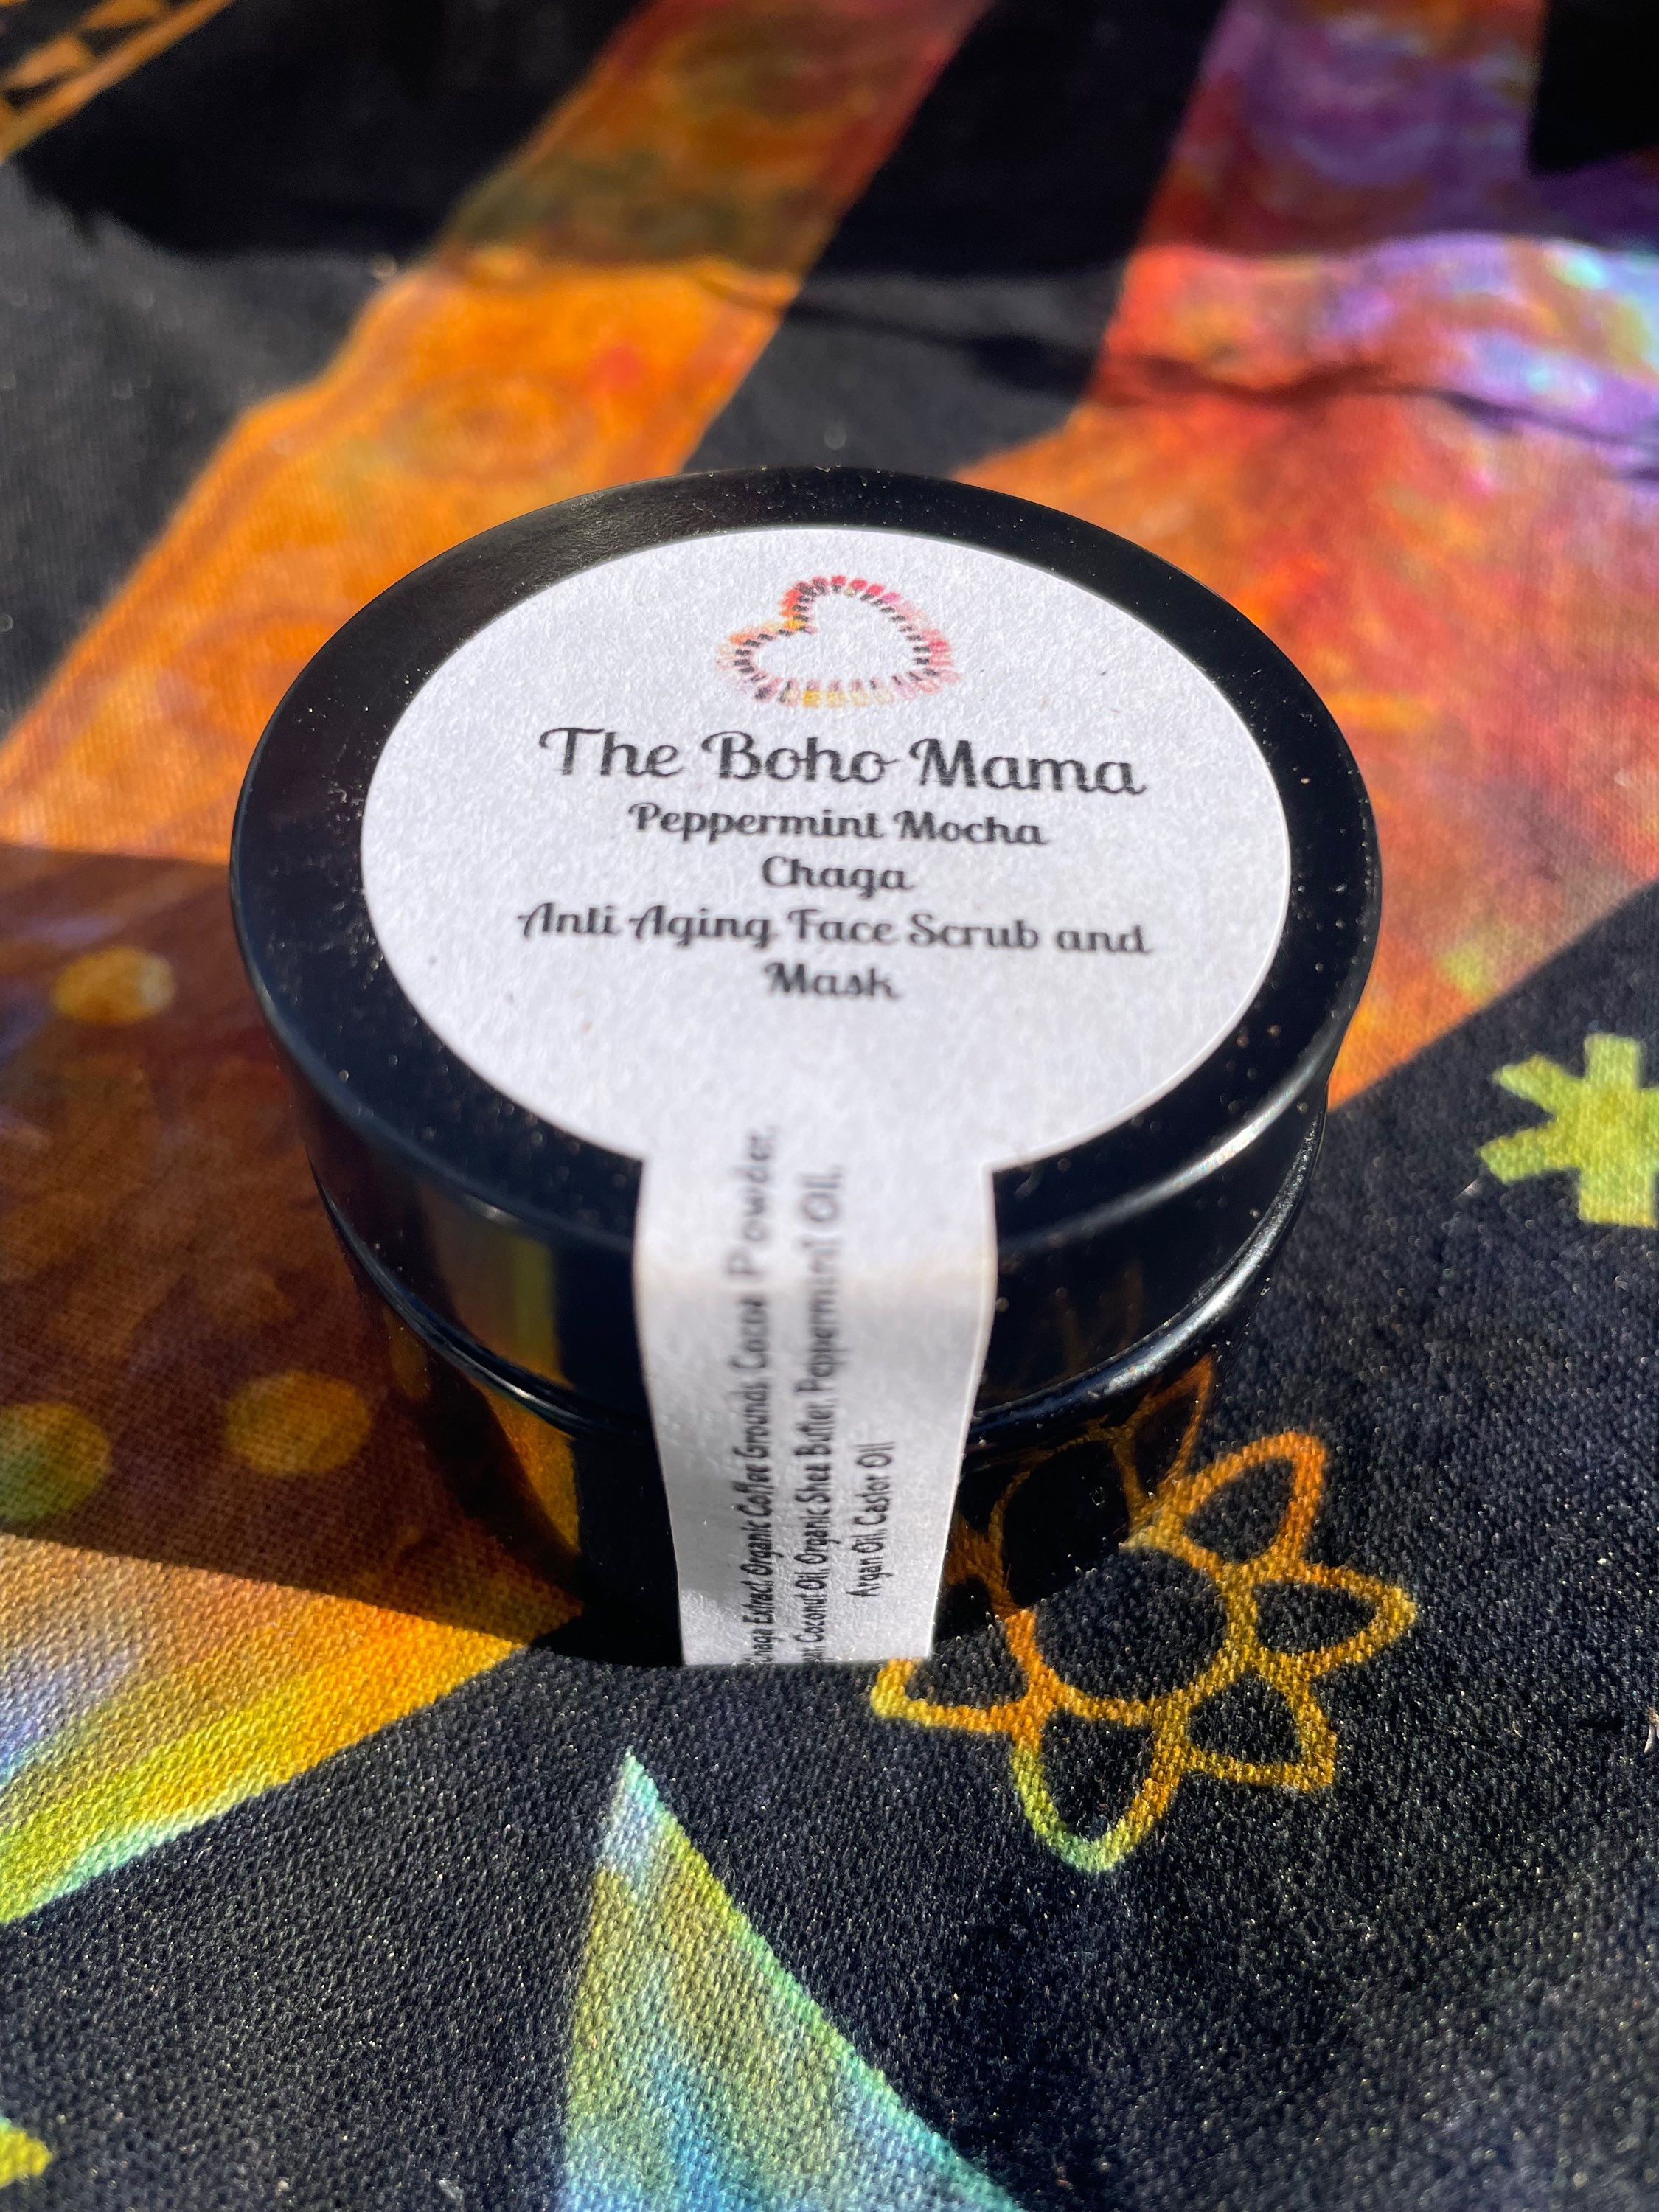 The Boho Mama
Peppermint Mocha
Chaga
Anti Aging Face Scrub and
Mask
Chaga Extract Organic Coffee Grounds Cocoa Powder,
Coconut Oil, Organic Shea Butter, Peppermint Oil,
Argan Oil, Castor Oil